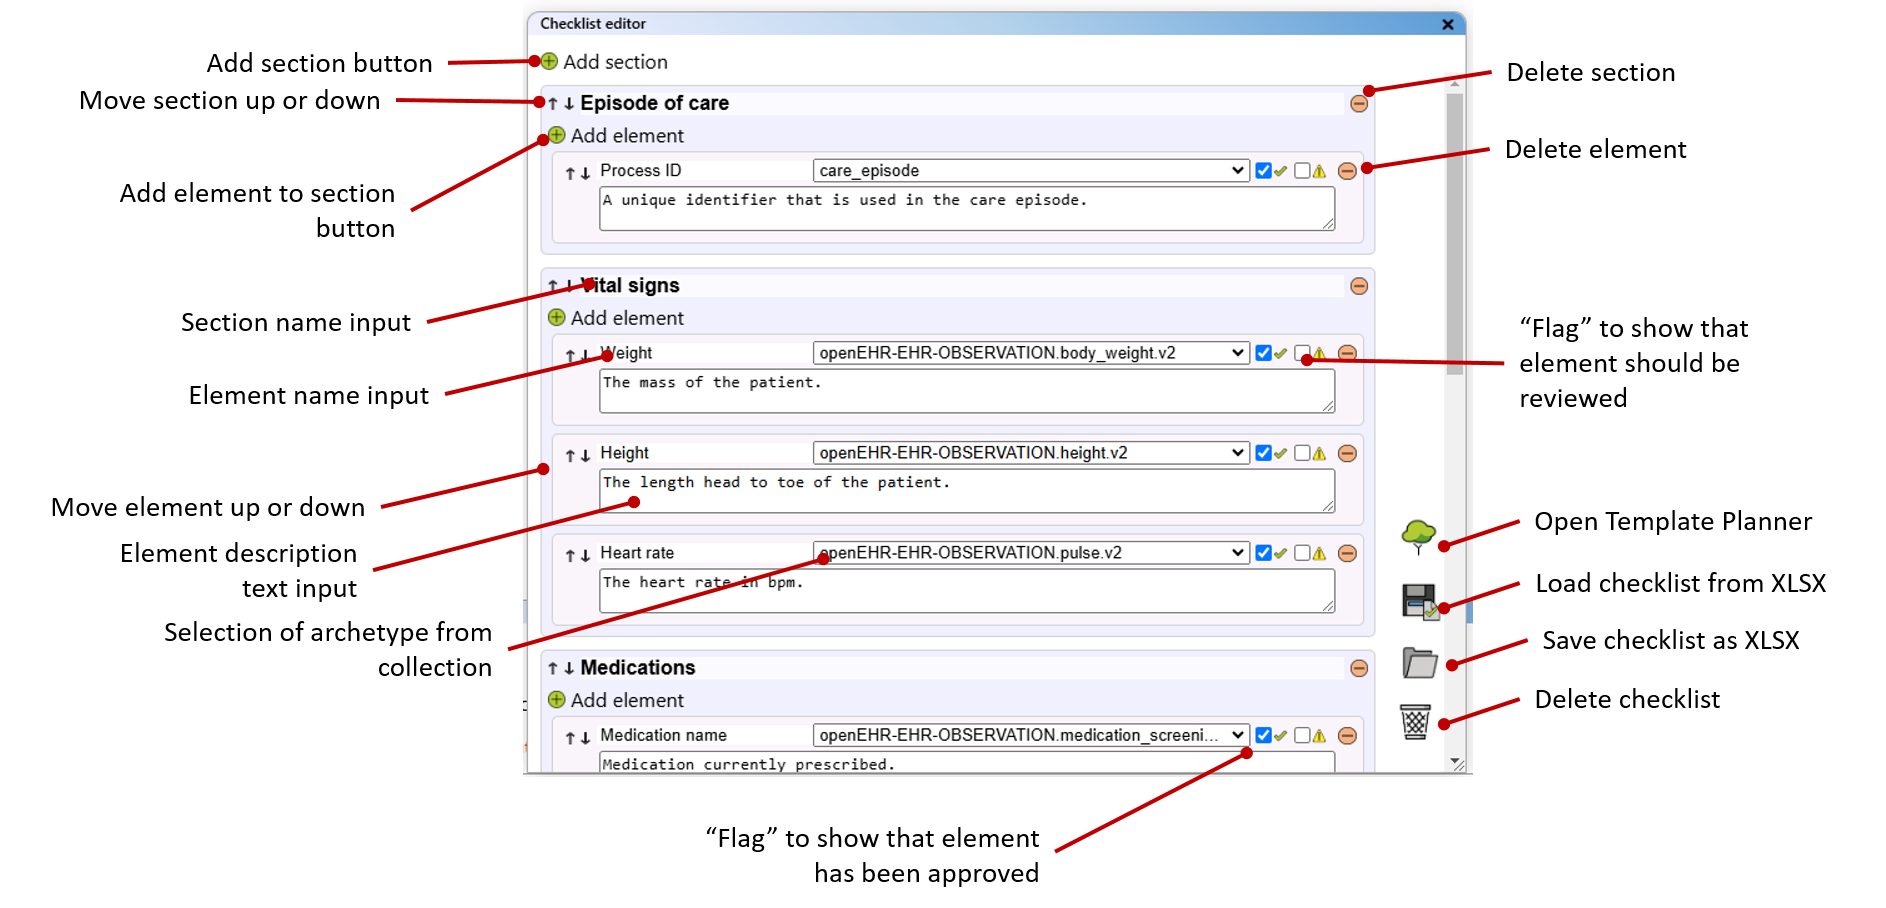 Checklist editor
Add section button
Add section
Delete section
Move section up or down
Episode of care
Add element
Delete element
Process ID
care_episode
A unique identifier that is used in the care episode.
Add element to section
button
Vital signs
Section name input
Add element
“Flag” to show that
element should be
reviewed
Weight
openEHR-EHR-OBSERVATION.body_weight.v2
The mass of the patient.
Element name input
Height
openEHR-EHR-OBSERVATION.height.v2
The length head to toe of the patient.
Move element up or down
Open Template Planner
Element description
text input
Heart rate
openEHR-EHR-OBSERVATION.pulse.v2
The heart rate in bpm.
Load checklist from XLSX
Selection of archetype from
collection
Save checklist as XLSX
Medications
Add element
Delete checklist
Medication name
openEHR-EHR-OBSERVATION.medication_screeni...
Medication currently prescribed.
“Flag” to show that element
has been approved